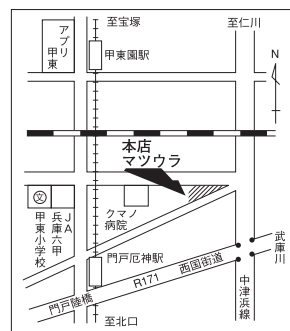 至宝塚
至仁川
アプリ甲東
甲東園駅
N
本店
マツウラ
文
甲東小学校
JA兵庫六甲
クマノ
病院
門戸厄神駅
門戸陸橋
R171
西国街道
武庫川
中津浜線
至北口